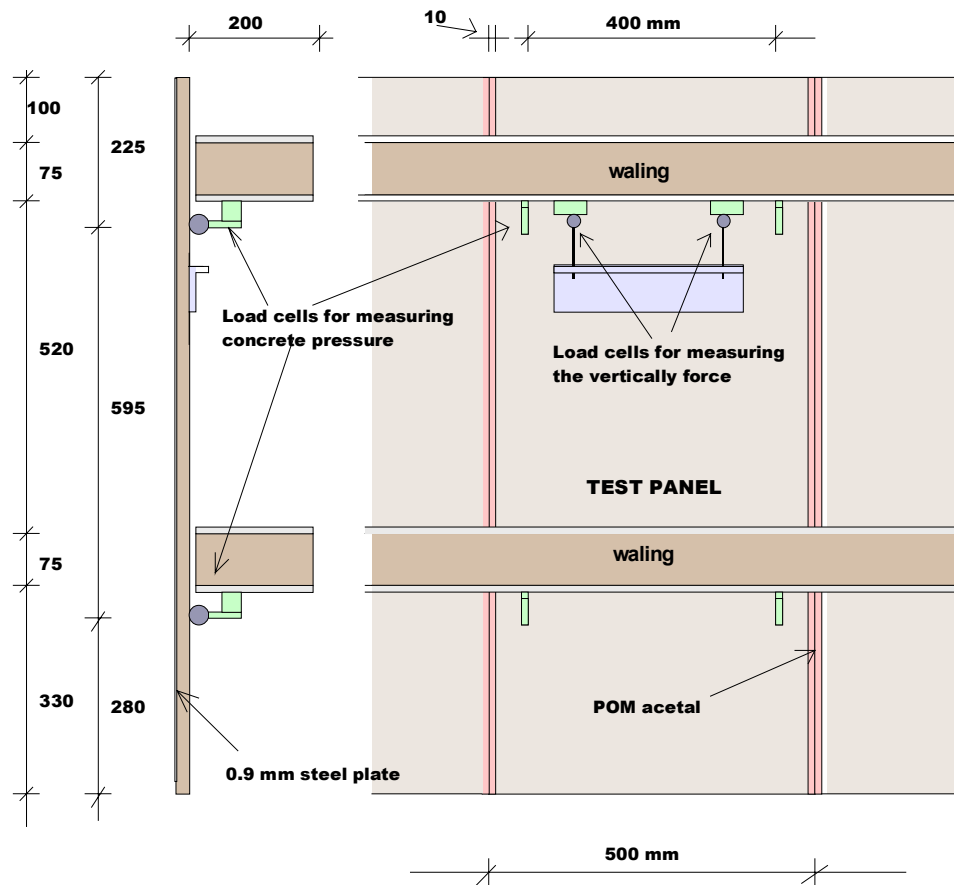 10
200
400 mm
100
225
75
waling
Load cells for measuring
concrete pressure
Load cells for measuring
the vertically force
520
595
TEST PANEL
75
waling
330
280
POM acetal
0.9 mm steel plate
500 mm